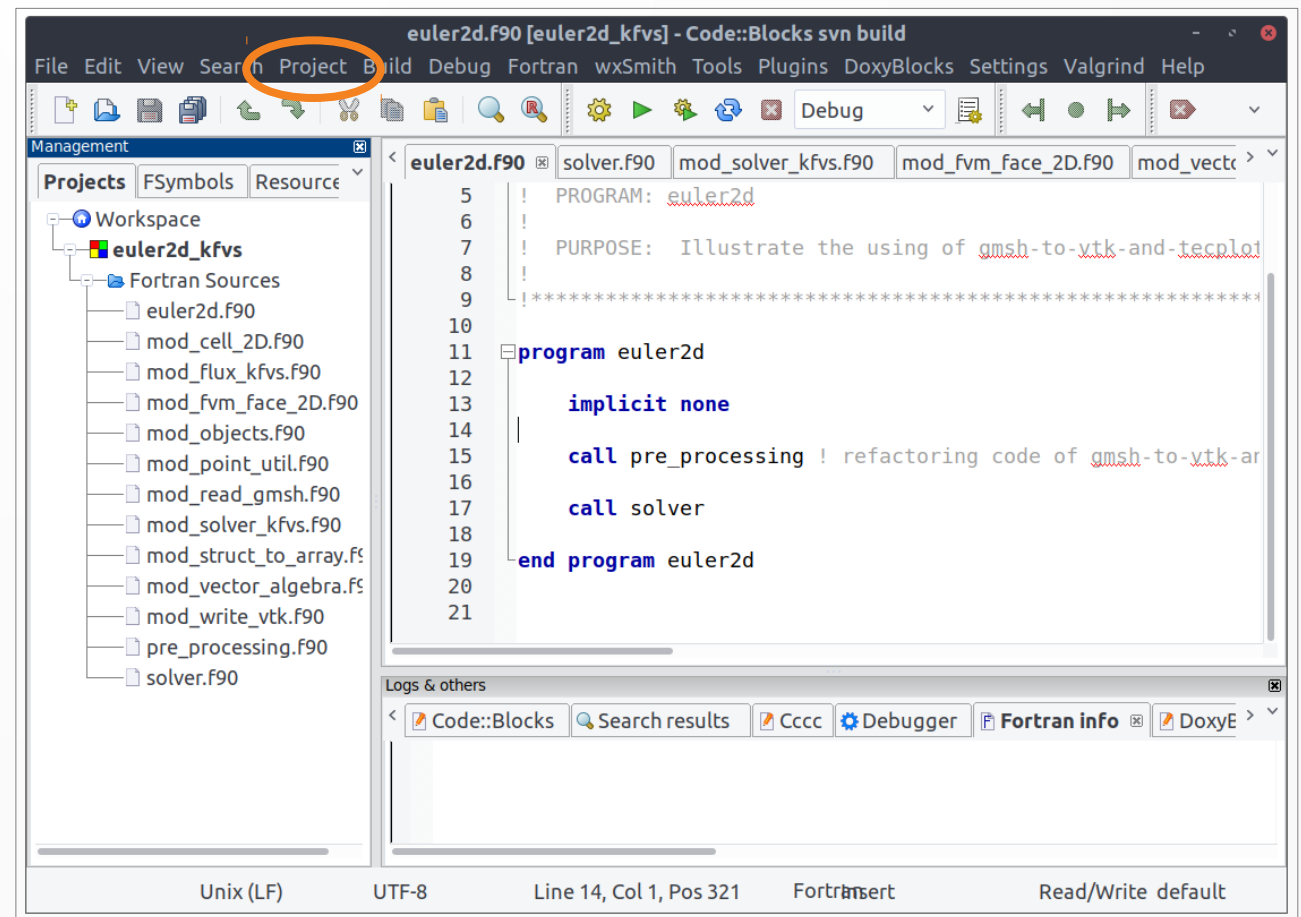 euler2d.f90 [euler2d_kfvs] - Code::Blocks svn build
File Edit View Search Project Build Debug Fortran wxSmith Tools Plugins DoxyBlocks Settings Valgrind Help
Debug
Management
Projects FSymbols Resource
Workspace
euler2d_kfvs
Fortran Sources
euler2d.f90
mod_cell_2D.f90
mod_flux_kfvs.f90
mod_fvm_face_2D.f90
mod_objects.f90
mod_point_util.f90
mod_read_gmsh.f90
mod_solver_kfvs.f90
mod_struct_to_array.f9
mod_vector_algebra.f9
mod_write_vtk.f90
pre_processing.f90
solver.f90
euler2d.f90 solver.f90 mod_solver_kfvs.f90 mod_fvm_face_2D.f90 mod_vecto
5 ! PROGRAM: euler2d
6 !
7 ! PURPOSE: Illustrate the using of gmsh-to-vtk-and-tecplot
8 !
9 !***********************************************************
10
11 program euler2d
12
13 implicit none
14
15 call pre_processing ! refactoring code of gmsh-to-vtk-an
16
17 call solver
18
19 end program euler2d
20
21
Logs & others
Code::Blocks Search results Cccc Debugger Fortran info DoxyB
Unix (LF) UTF-8 Line 14, Col 1, Pos 321 Fortran Insert Read/Write default